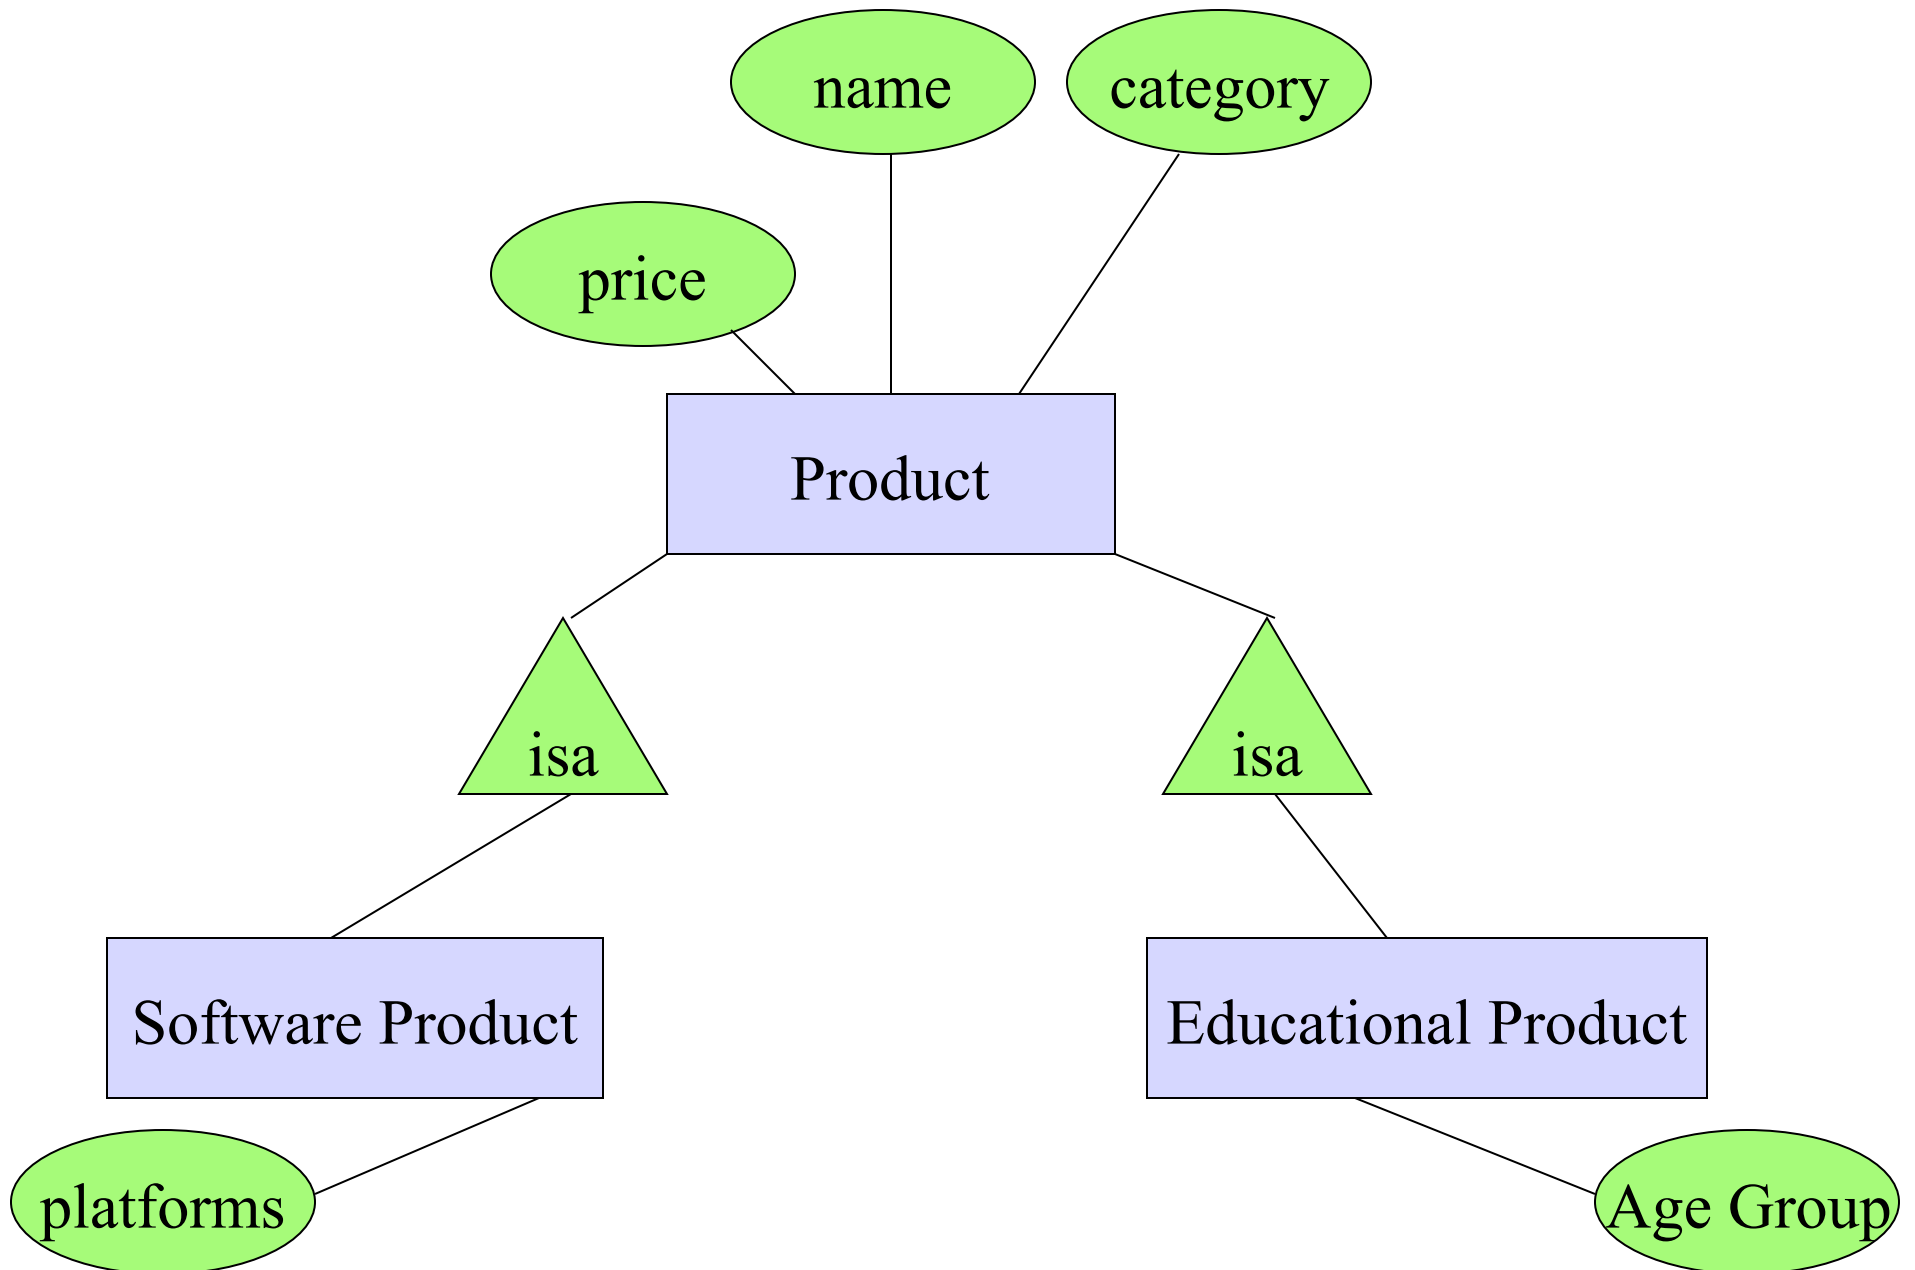 name
category
price
Product
isa
isa
Software Product
Educational Product
platforms
Age Group